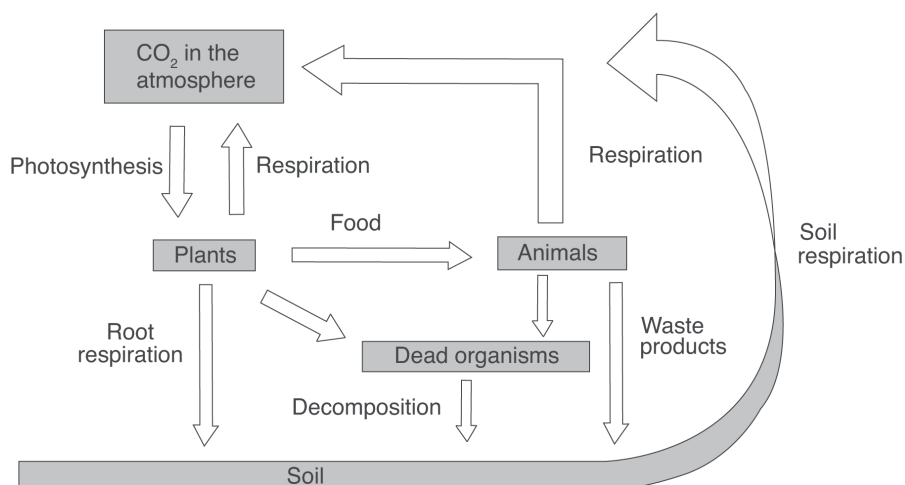 CO₂ in the
atmosphere
Photosynthesis
Respiration
Respiration
Food
Plants
Animals
Soil
respiration
Root
respiration
Waste
products
Dead organisms
Decomposition
Soil